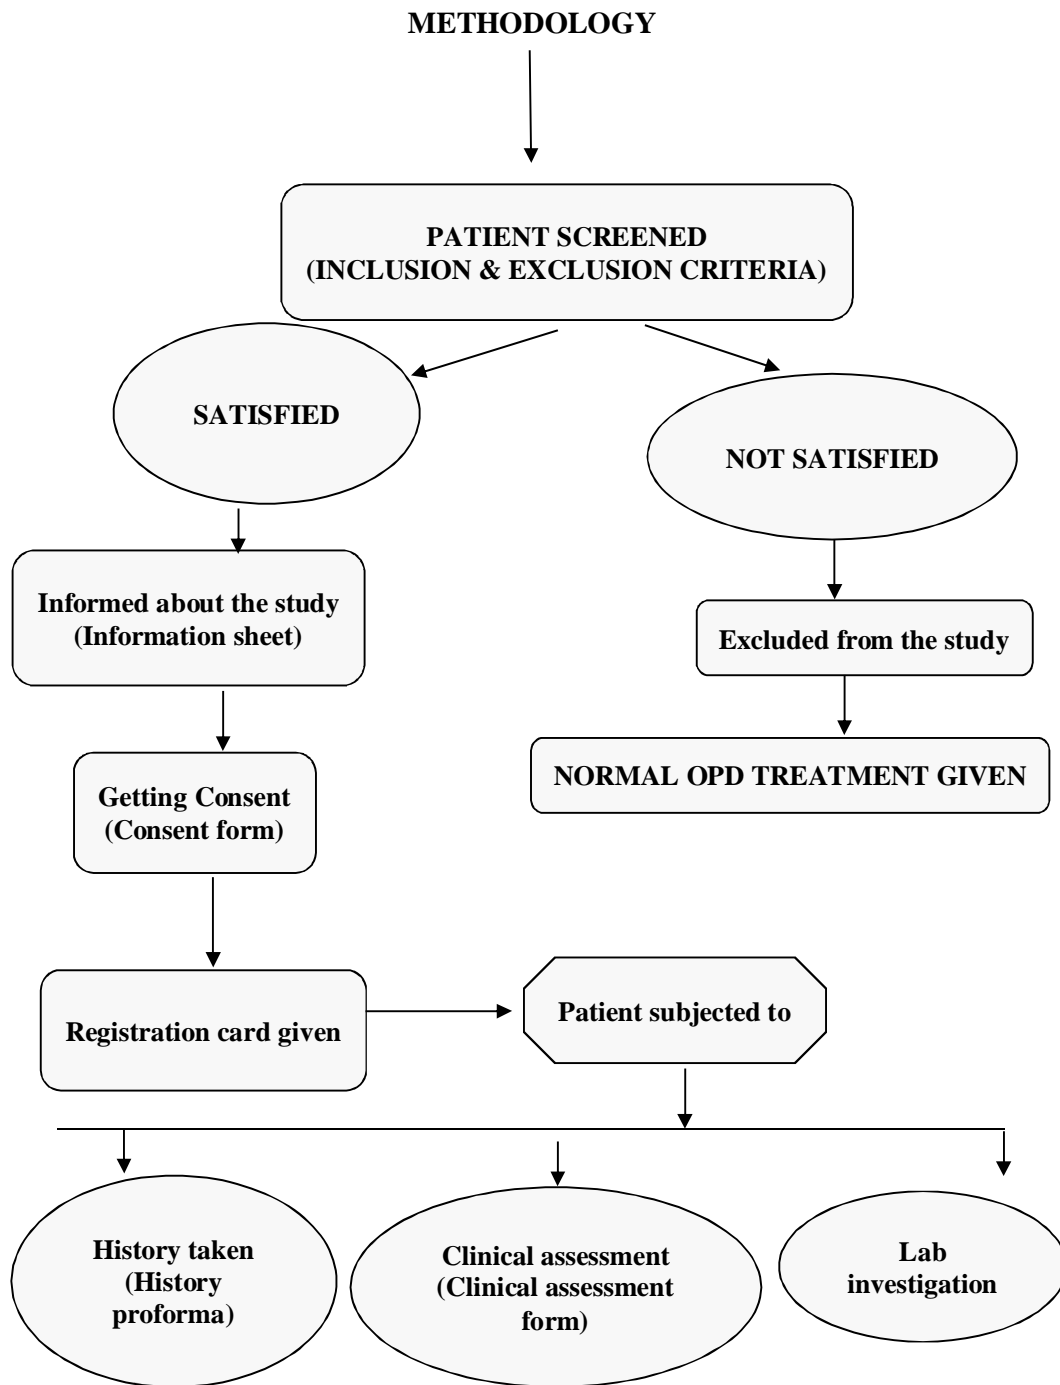 METHODOLOGY
PATIENT SCREENED
(INCLUSION & EXCLUSION CRITERIA)
SATISFIED
NOT SATISFIED
Informed about the study
(Information sheet)
Excluded from the study
Getting Consent
(Consent form)
NORMAL OPD TREATMENT GIVEN
Registration card given
Patient subjected to
History taken
(History
proforma)
Clinical assessment
(Clinical assessment
form)
Lab
investigation